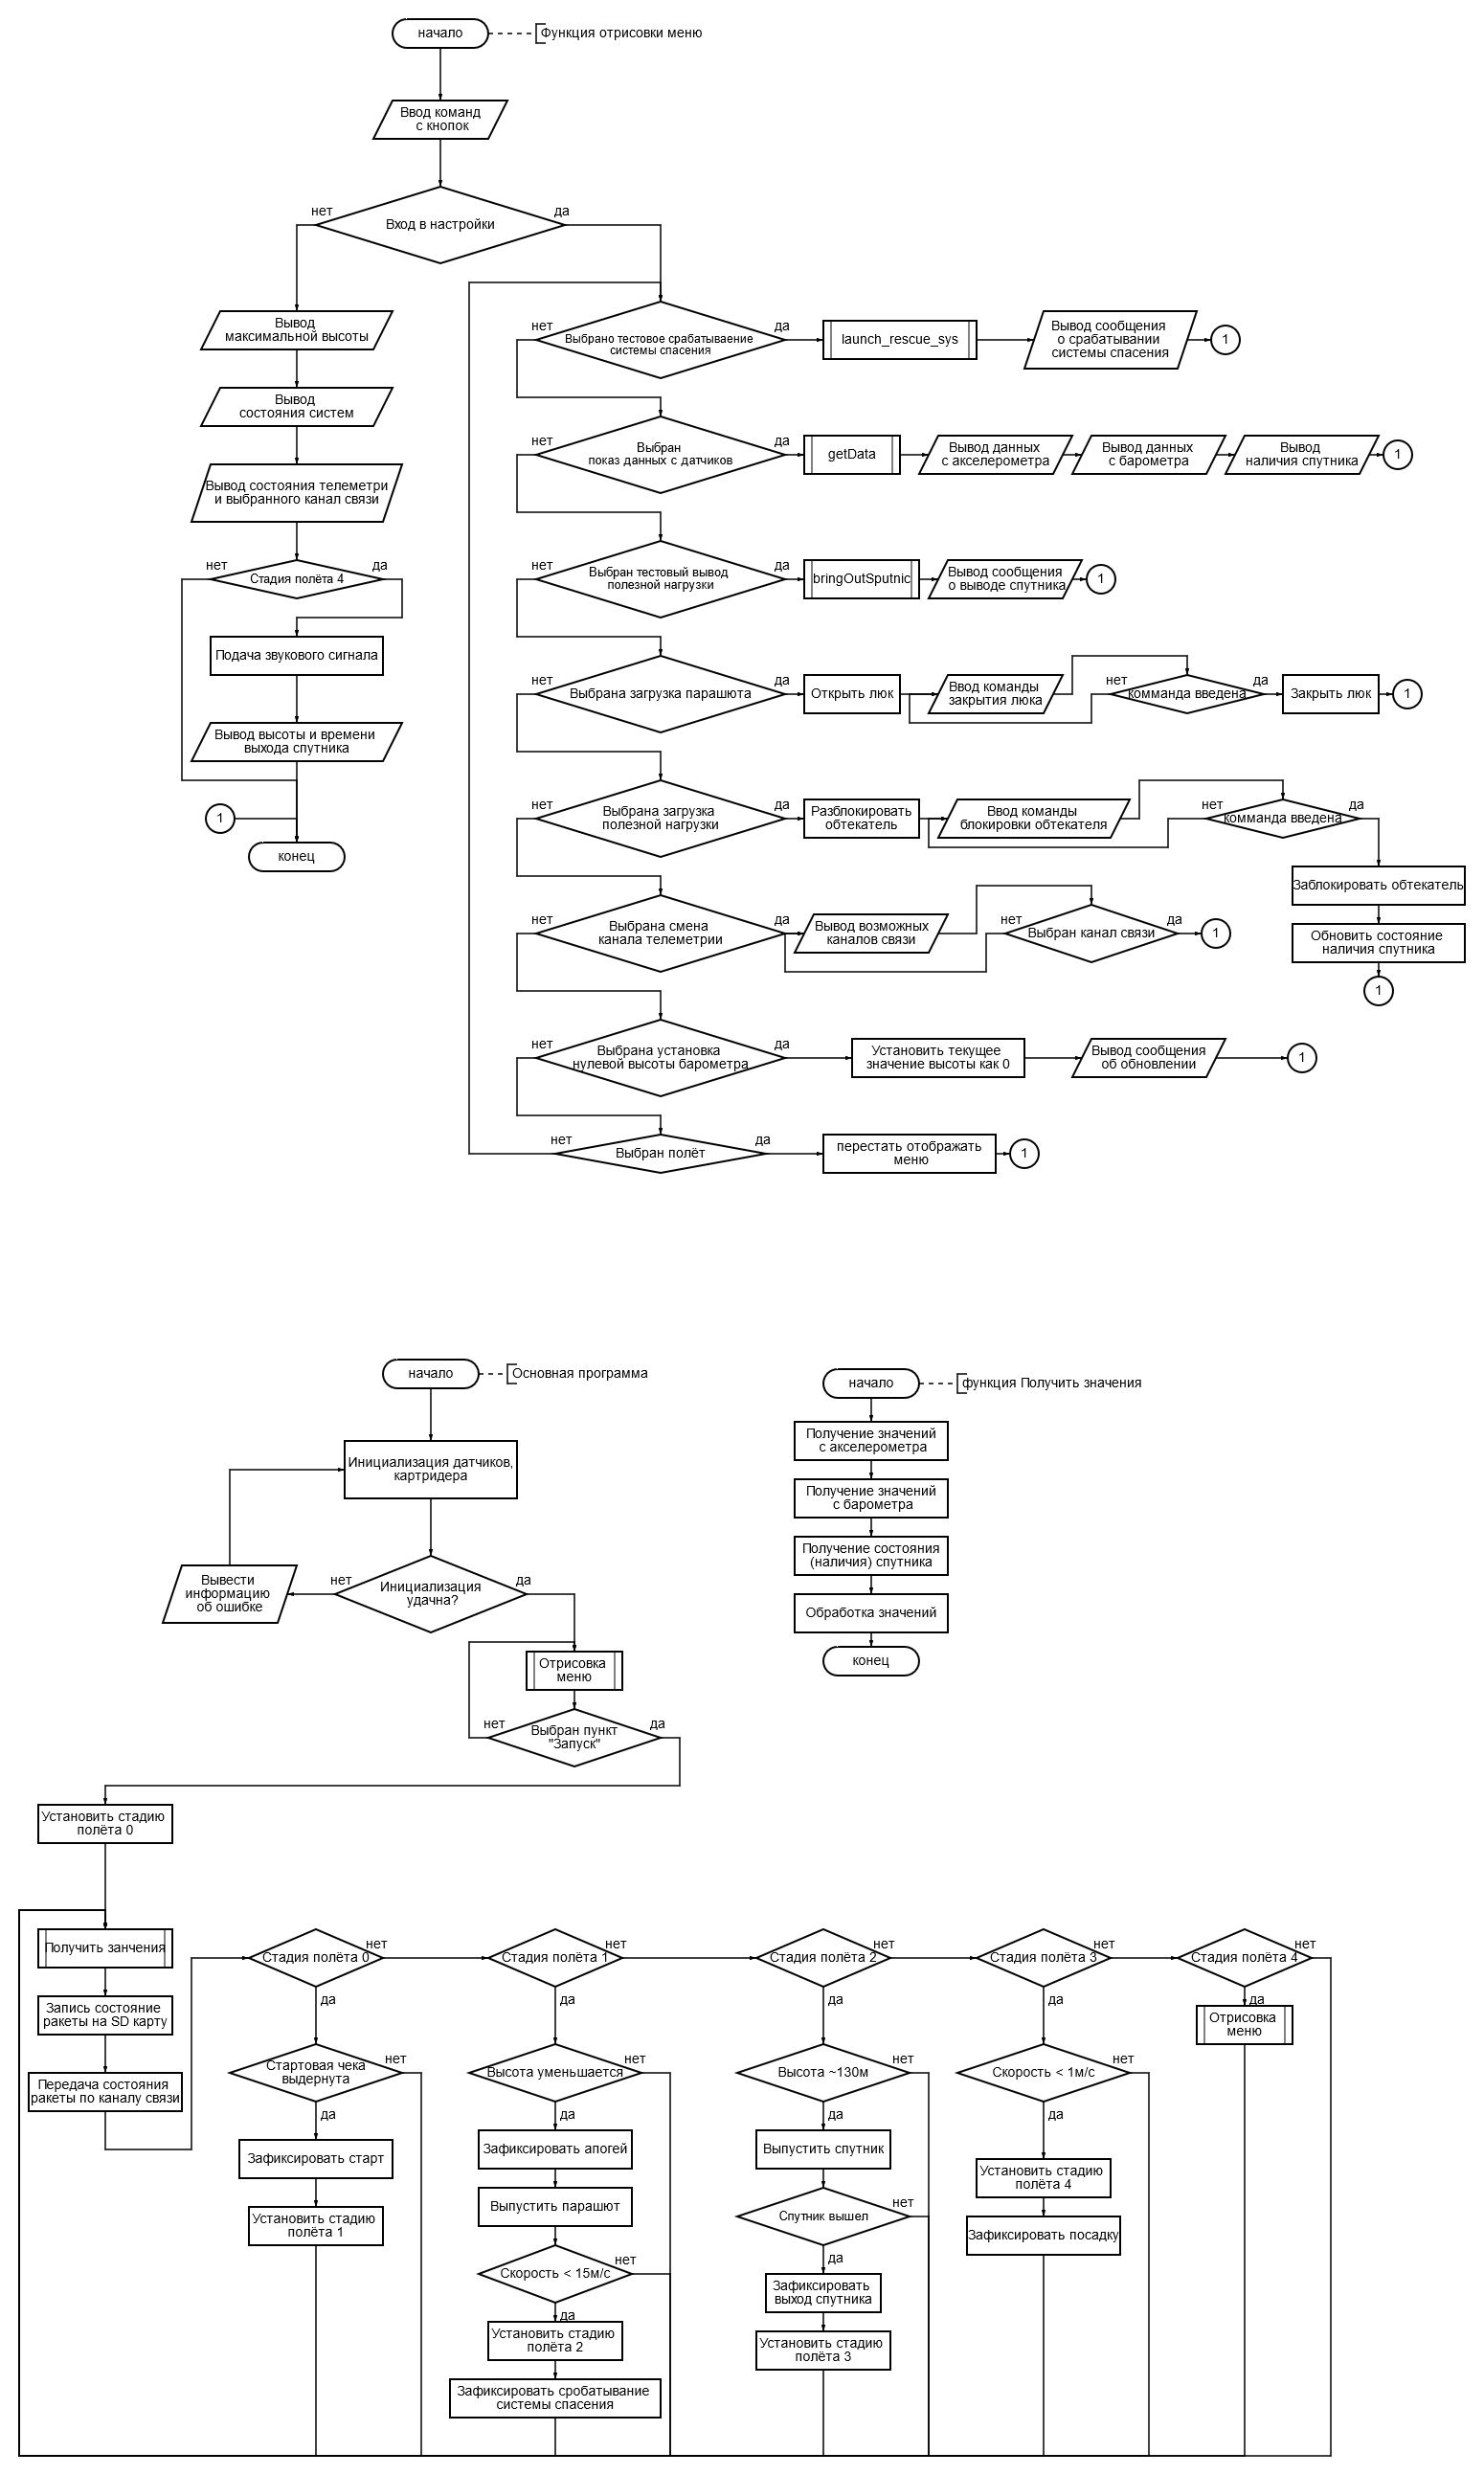 начало
Функция отрисовки меню
Ввод команд
с кнопок
нет
да
Вход в настройки
Вывод
максимальной высоты
Вывод
состояния систем
Вывод состояния телеметри
и выбранного канал связи
нет
да
Стадия полёта 4
Подача звукового сигнала
Вывод высоты и времени
выхода спутника
1
конец
нет
да
Выбрано тестовое срабатываение
системы спасения
launch_rescue_sys
Вывод сообщения
о срабатывании
системы спасения
1
нет
да
Выбран
показ данных с датчиков
getData
Вывод данных
с акселерометра
Вывод данных
с барометра
Вывод
наличия спутника
1
нет
да
Выбран тестовый вывод
полезной нагрузки
bringOutSputnic
Вывод сообщения
о выводе спутника
1
нет
да
Выбрана загрузка парашюта
Открыть люк
Ввод команды
закрытия люка
нет
да
комманда введена
Закрыть люк
1
нет
да
Выбрана загрузка
полезной нагрузки
Разблокировать
обтекатель
Ввод команды
блокировки обтекателя
нет
да
комманда введена
Заблокировать обтекатель
Обновить состояние
наличия спутника
1
нет
да
Выбрана смена
канала телеметрии
Вывод возможных
каналов связи
нет
да
Выбран канал связи
1
нет
да
Выбрана установка
нулевой высоты барометра
Установить текущее
значение высоты как 0
Вывод сообщения
об обновлении
1
нет
да
Выбран полёт
перестать отображать
меню
1
начало
Основная программа
Инициализация датчиков,
картридера
Вывести
информацию
об ошибке
нет
да
Инициализация
удачна?
Отрисовка
меню
нет
да
Выбран пункт
"Запуск"
начало
функция Получить значения
Получение значений
с акселерометра
Получение значений
с барометра
Получение состояния
(наличия) спутника
Обработка значений
конец
Установить стадию
полёта 0
Получить занчения
Запись состояние
ракеты на SD карту
Передача состояния
ракеты по каналу связи
Стадия полёта 0
нет
да
Стартовая чека
выдернута
нет
да
Зафиксировать старт
Установить стадию
полёта 1
Стадия полёта 1
нет
да
Высота уменьшается
нет
да
Зафиксировать апогей
Выпустить парашют
Скорость < 15м/с
нет
да
Установить стадию
полёта 2
Зафиксировать сробатывание
системы спасения
Стадия полёта 2
нет
да
Высота ~130м
нет
да
Выпустить спутник
Спутник вышел
нет
да
Зафиксировать
выход спутника
Установить стадию
полёта 3
Стадия полёта 3
нет
да
Скорость < 1м/с
нет
да
Установить стадию
полёта 4
Зафиксировать посадку
Стадия полёта 4
нет
да
Отрисовка
меню